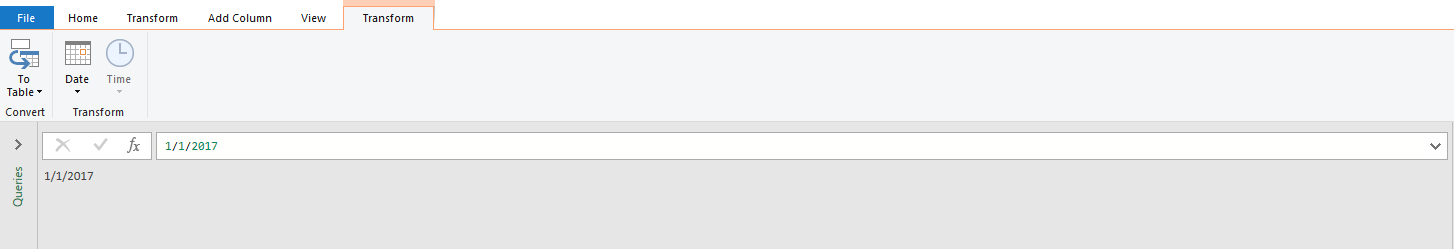 File Home Transform Add Column View Transform
To Table Date Time
Convert Transform
fx 1/1/2017
1/1/2017
Queries